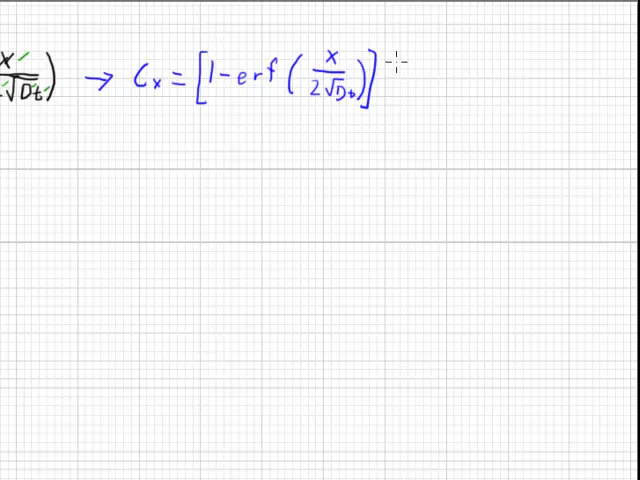 x/√Dt) → Cx = [1 - erf (x/2√Dt)]